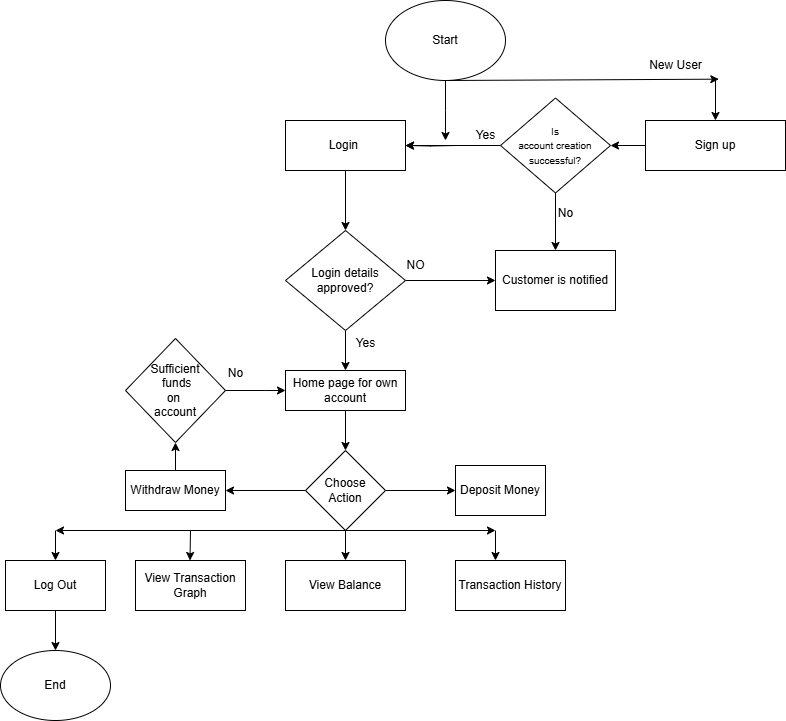 Start
New User
Is
account creation
successful?
Yes
Login
Sign up
No
Login details
approved?
NO
Customer is notified
Yes
Sufficient
funds
on
account
No
Home page for own
account
Withdraw Money
Choose
Action
Deposit Money
Log Out
View Transaction
Graph
View Balance
Transaction History
End